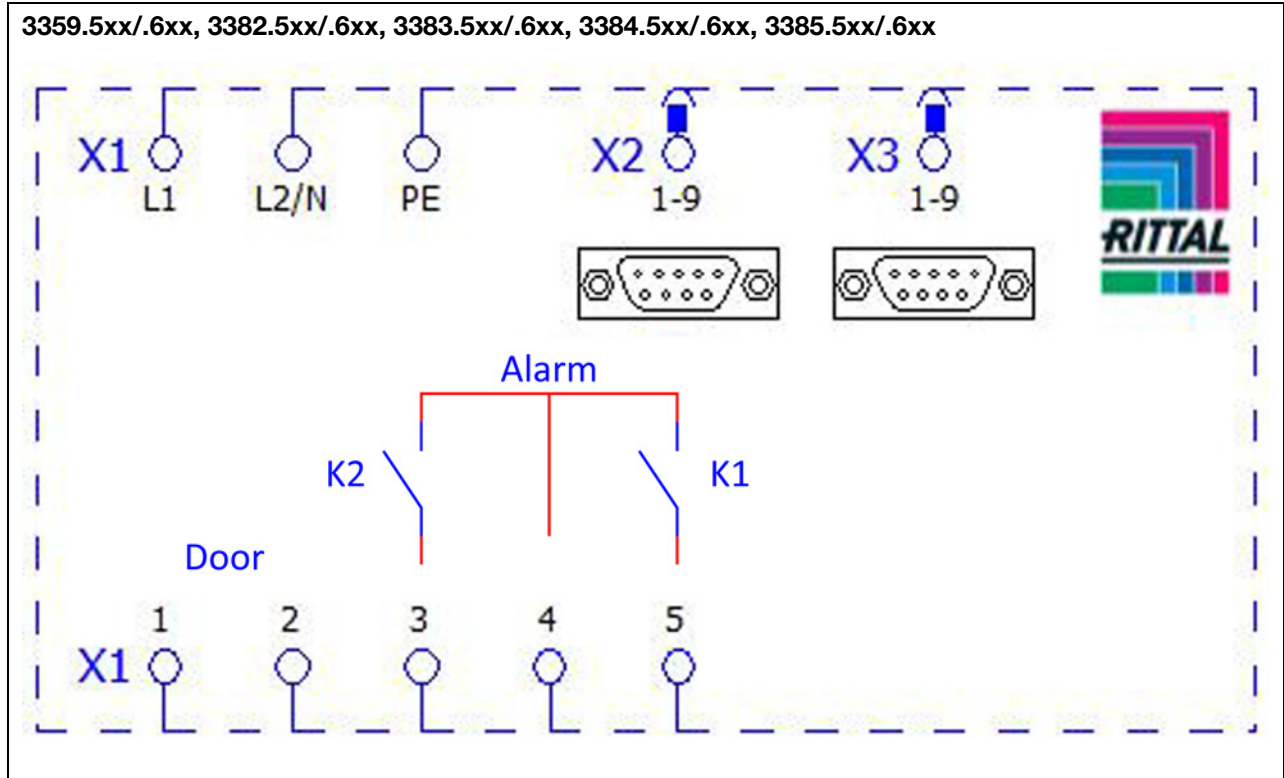 3359.5xx/.6xx, 3382.5xx/.6xx, 3383.5xx/.6xx, 3384.5xx/.6xx, 3385.5xx/.6xx
X1 X2 X3
L1 L2/N PE 1-9 1-9
RITTAL
Alarm
K2 K1
Door
1 2 3 4 5
X1